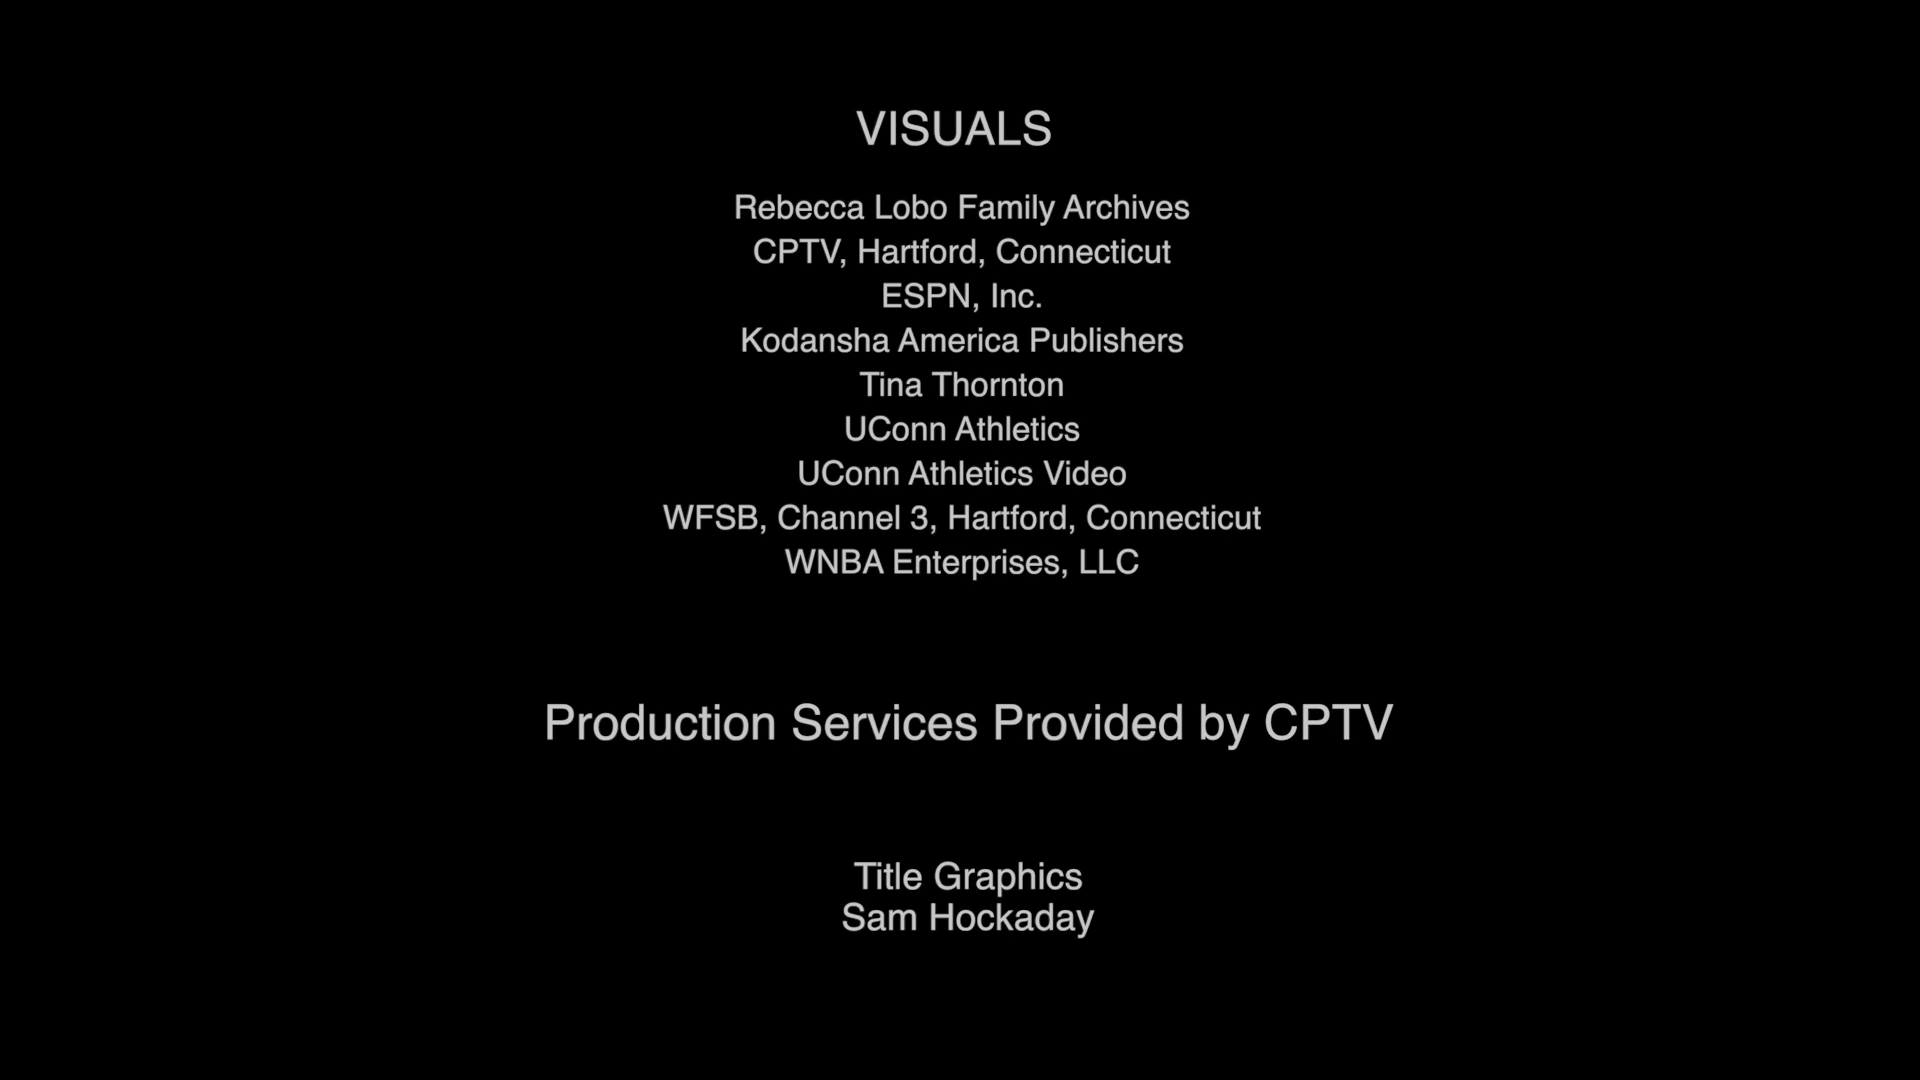 VISUALS
Rebecca Lobo Family Archives
CPTV, Hartford, Connecticut
ESPN, Inc.
Kodansha America Publishers
Tina Thornton
UConn Athletics
UConn Athletics Video
WFSB, Channel 3, Hartford, Connecticut
WNBA Enterprises, LLC
Production Services Provided by CPTV
Title Graphics
Sam Hockaday